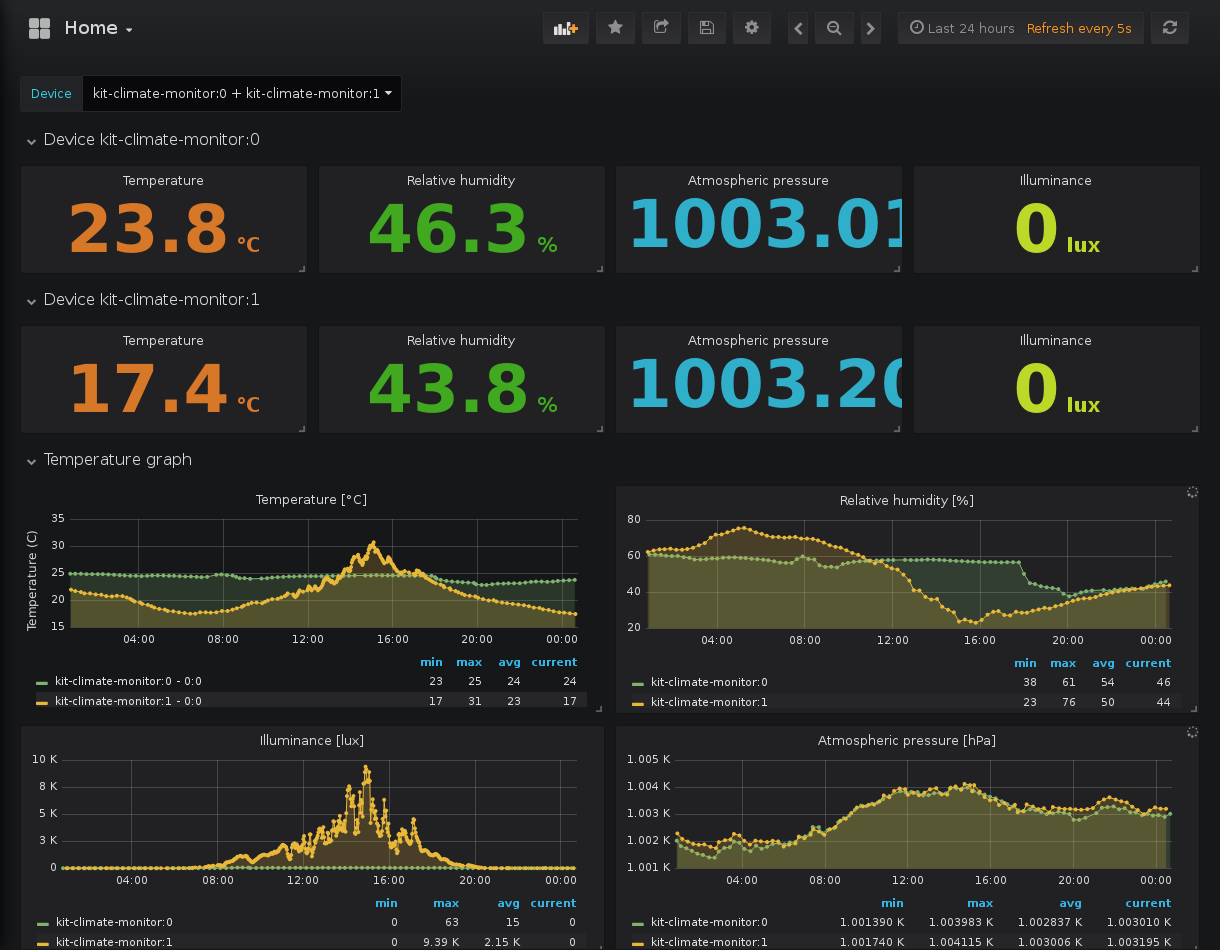 Home
Last 24 hours Refresh every 5s
Device kit-climate-monitor:0 + kit-climate-monitor:1
Device kit-climate-monitor:0
Temperature Relative humidity Atmospheric pressure Illuminance
23.8 °C 46.3 % 1003.01 0 lux
Device kit-climate-monitor:1
Temperature Relative humidity Atmospheric pressure Illuminance
17.4 °C 43.8 % 1003.20 0 lux
Temperature graph
Temperature [°C]
Temperature (C)
35
30
25
20
15
04:00 08:00 12:00 16:00 20:00 00:00
min max avg current
kit-climate-monitor:0 - 0:0 23 25 24 24
kit-climate-monitor:1 - 0:0 17 31 23 17
Relative humidity [%]
80
60
40
20
04:00 08:00 12:00 16:00 20:00 00:00
min max avg current
kit-climate-monitor:0 38 61 54 46
kit-climate-monitor:1 23 76 50 44
Illuminance [lux]
10 K
8 K
5 K
3 K
0
04:00 08:00 12:00 16:00 20:00 00:00
min max avg current
kit-climate-monitor:0 0 63 15 0
kit-climate-monitor:1 0 9.39 K 2.15 K 0
Atmospheric pressure [hPa]
1.005 K
1.004 K
1.003 K
1.002 K
1.001 K
04:00 08:00 12:00 16:00 20:00 00:00
min max avg current
kit-climate-monitor:0 1.001390 K 1.003983 K 1.002837 K 1.003010 K
kit-climate-monitor:1 1.001740 K 1.004115 K 1.003006 K 1.003195 K